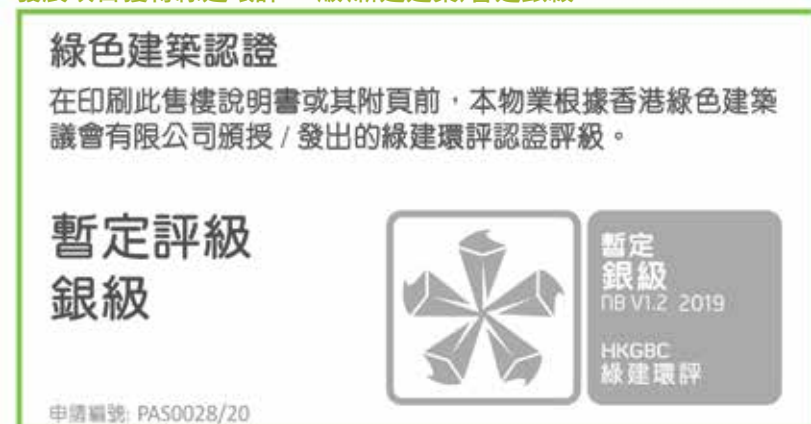 綠色建築認證
在印刷此售樓說明書或其附頁前，本物業根據香港綠色建築
議會有限公司頒授 / 發出的綠建環評認證評級。
暫定評級
銀級
暫定
銀級
NB V1.2 2019
HKGBC
綠建環評
申請編號: PAS0028/20